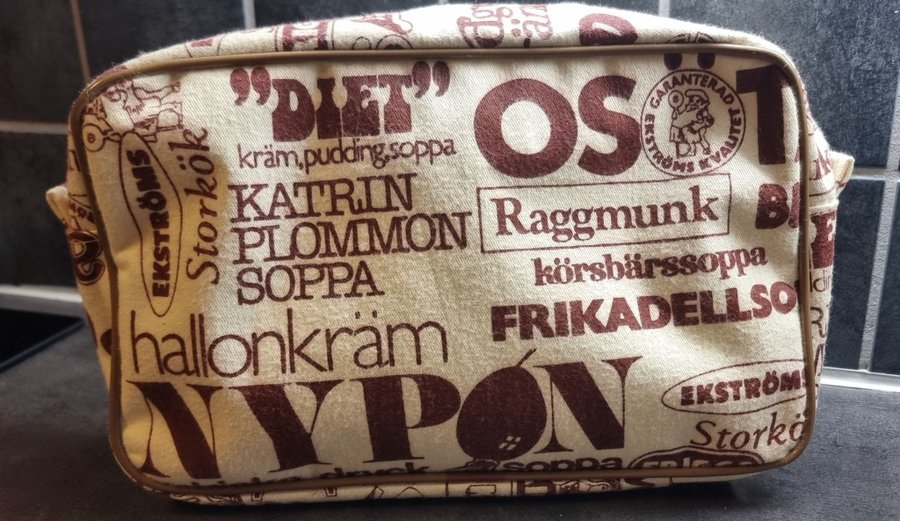 "DIET"
kräm, pudding, soppa
OS
GARANTERAD
EKSTRÖMS KVALITET
EKSTRÖMS
Storkök
KATRIN
PLOMMON
SOPPA
Raggmunk
körsbärssoppa
FRIKADELLSO
hallonkräm
NYPON
EKSTRÖMS
Storkö
soppa